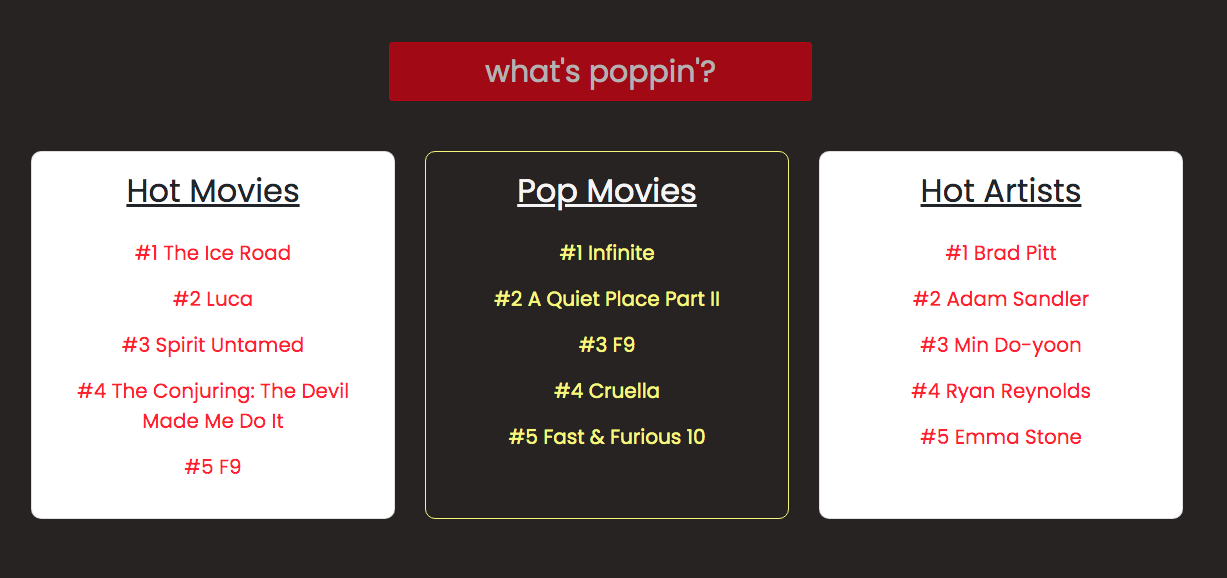 what's poppin'?
Hot Movies
#1 The Ice Road
#2 Luca
#3 Spirit Untamed
#4 The Conjuring: The Devil
Made Me Do It
#5 F9
Pop Movies
#1 Infinite
#2 A Quiet Place Part II
#3 F9
#4 Cruella
#5 Fast & Furious 10
Hot Artists
#1 Brad Pitt
#2 Adam Sandler
#3 Min Do-yoon
#4 Ryan Reynolds
#5 Emma Stone